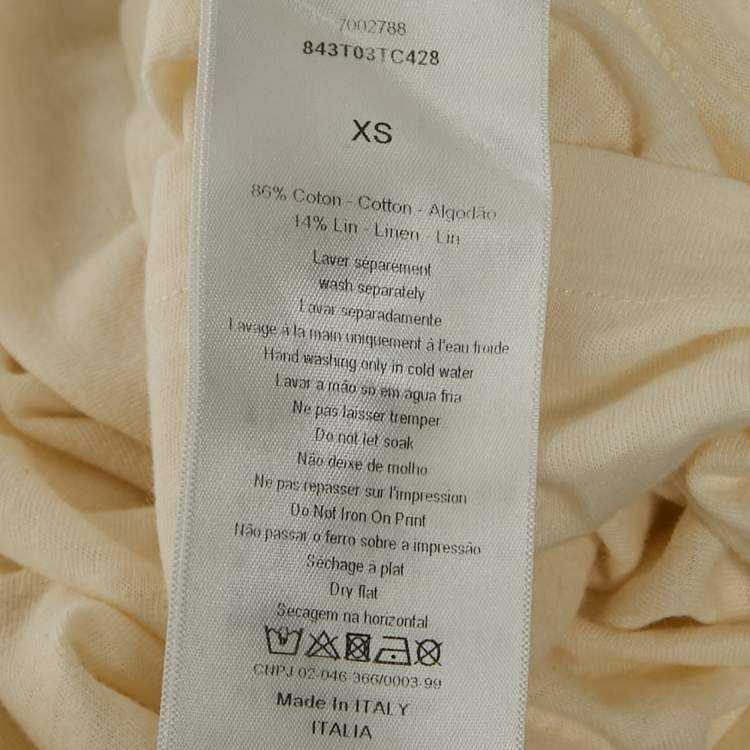 7002788
843T03TC428
XS
86% Coton - Cotton - Algodão
14% Lin - Linen - Lin
Laver séparément
wash separately
Lavar separadamente
Lavage à la main uniquement à l'eau froide
Hand washing only in cold water
Lavar a mão so em agua fria
Ne pas laisser tremper
Do not let soak
Não deixe de molho
Ne pas repasser sur l'impression
Do Not Iron On Print
Não passar o ferro sobre a impressão
Séchage à plat
Dry flat
Secagem na horizontal
CNPJ 02-046-366/0003-99
Made In ITALY
ITALIA